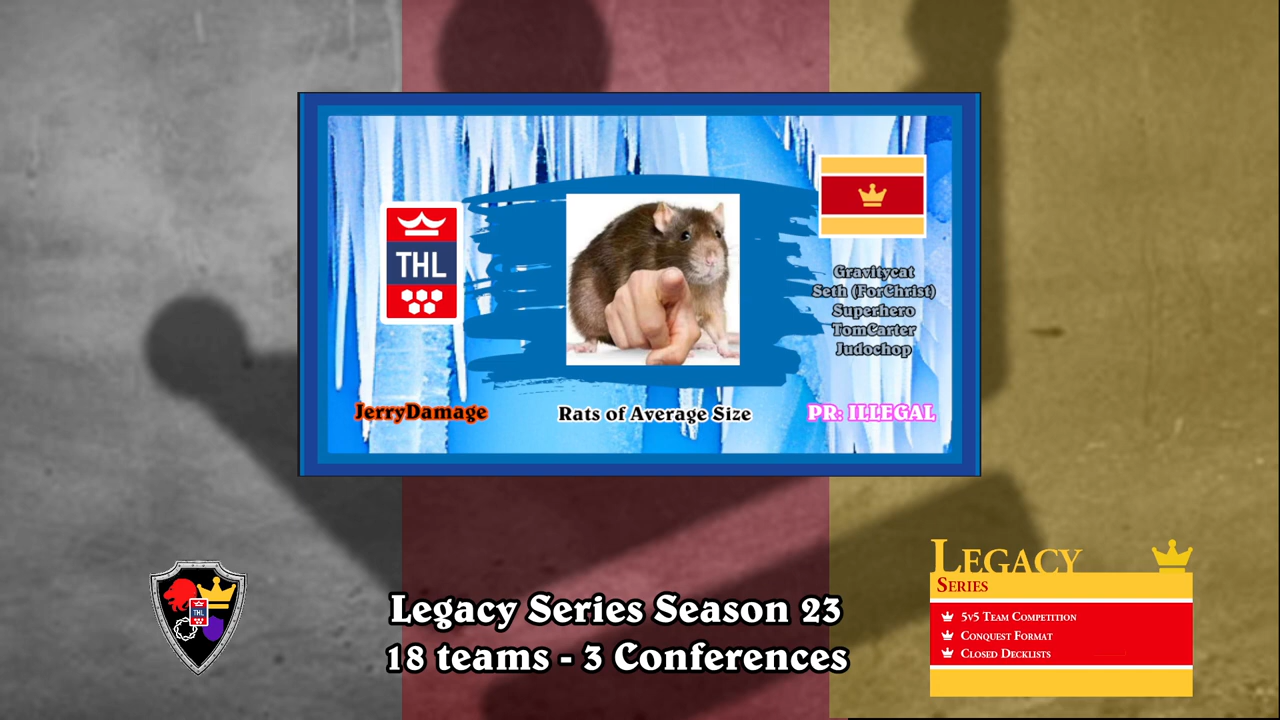 THL
Gravitycat
Seth (ForChrist)
Superhero
TomCarter
Judochop
JerryDamage
Rats of Average Size
PR: ILLEGAL
THL
Legacy Series Season 23
18 teams - 3 Conferences
Legacy
Series
5v5 Team Competition
Conquest Format
Closed Decklists